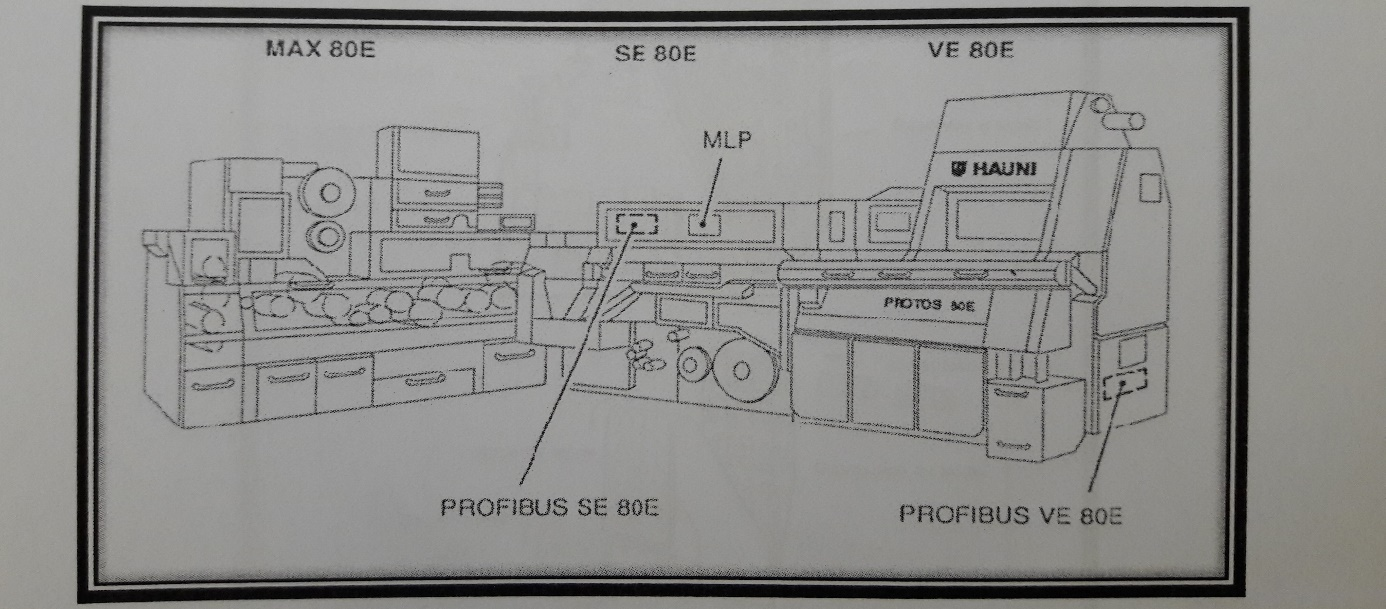 MAX 80E
SE 80E
VE 80E
MLP
HAUNI
PROTOS 80E
PROFIBUS SE 80E
PROFIBUS VE 80E